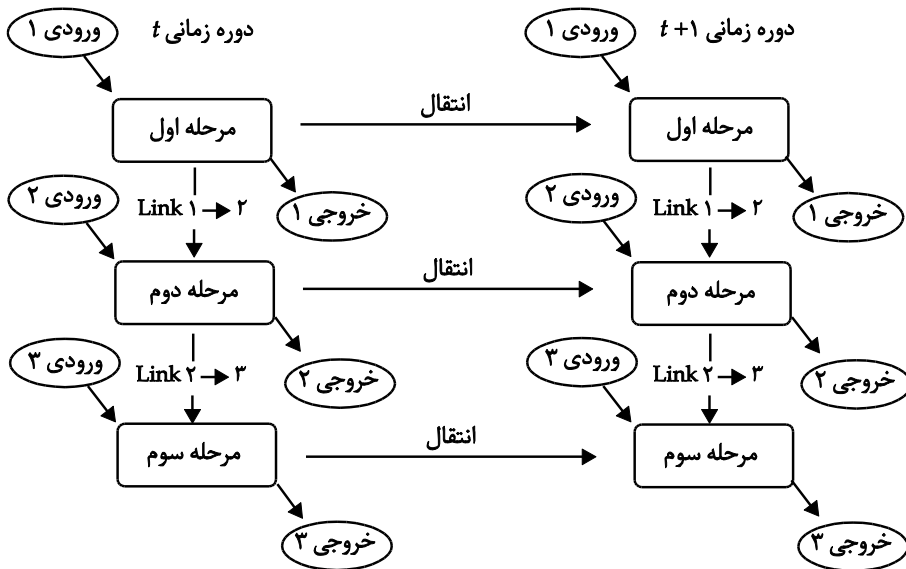 دوره زمانی t + ۱
ورودی ۱
دوره زمانی t
ورودی ۱
انتقال
مرحله اول
مرحله اول
ورودی ۲
Link ۱ → ۲
خروجی ۱
ورودی ۲
Link ۱ → ۲
خروجی ۱
انتقال
مرحله دوم
مرحله دوم
ورودی ۳
Link ۲ → ۳
خروجی ۲
ورودی ۳
Link ۲ → ۳
خروجی ۲
انتقال
مرحله سوم
مرحله سوم
خروجی ۳
خروجی ۳